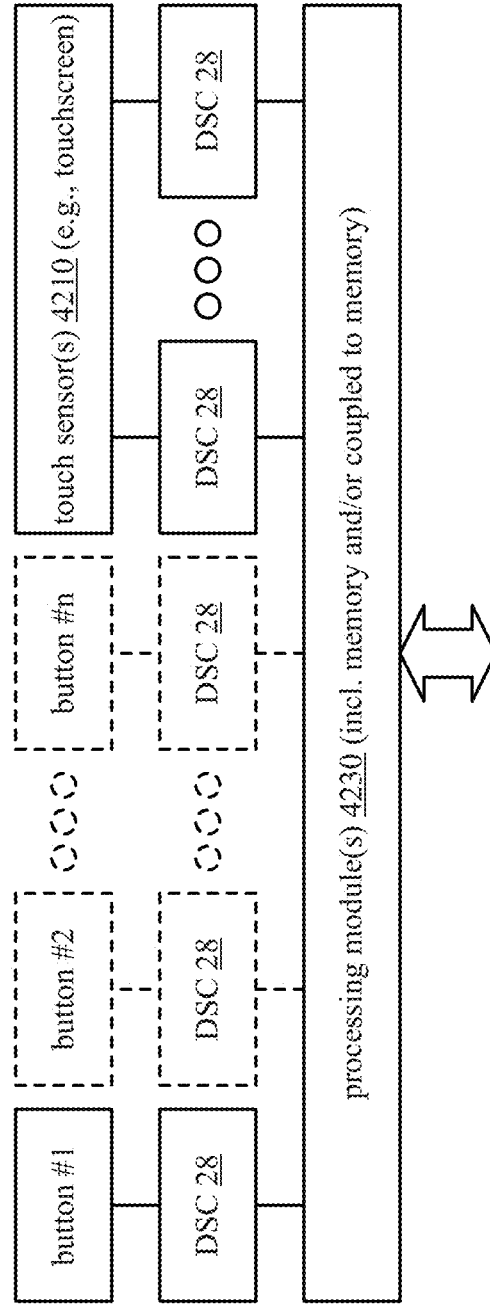 button #1
button #2
button #n
touch sensor(s) 4210 (e.g., touchscreen)
DSC 28
DSC 28
DSC 28
DSC 28
DSC 28
processing module(s) 4230 (incl. memory and/or coupled to memory)